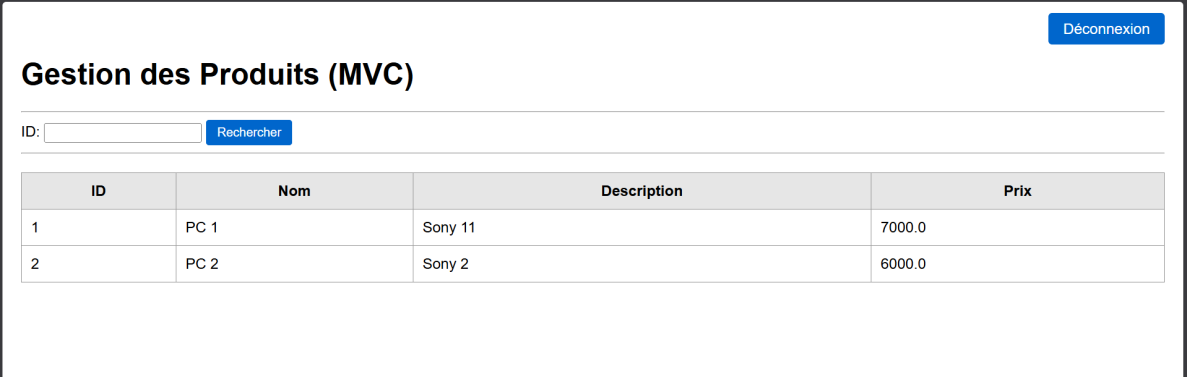 Déconnexion
Gestion des Produits (MVC)
ID: Rechercher
ID Nom Description Prix
1 PC 1 Sony 11 7000.0
2 PC 2 Sony 2 6000.0